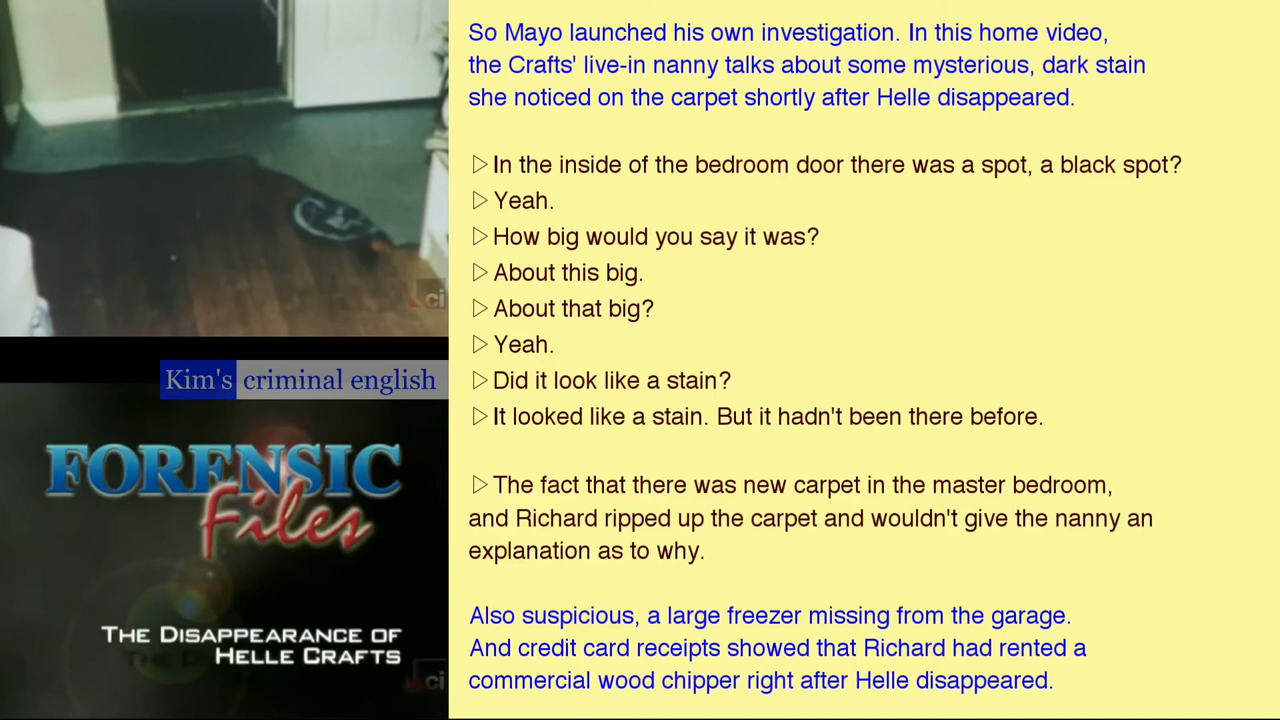 So Mayo launched his own investigation. In this home video,
the Crafts' live-in nanny talks about some mysterious, dark stain
she noticed on the carpet shortly after Helle disappeared.
▷In the inside of the bedroom door there was a spot, a black spot?
▷Yeah.
▷How big would you say it was?
▷About this big.
▷About that big?
▷Yeah.
▷Did it look like a stain?
▷It looked like a stain. But it hadn't been there before.
▷The fact that there was new carpet in the master bedroom,
and Richard ripped up the carpet and wouldn't give the nanny an
explanation as to why.
Also suspicious, a large freezer missing from the garage.
And credit card receipts showed that Richard had rented a
commercial wood chipper right after Helle disappeared.
ci
Kim's criminal english
FORENSIC
Files
THE DISAPPEARANCE OF
HELLE CRAFTS
ci